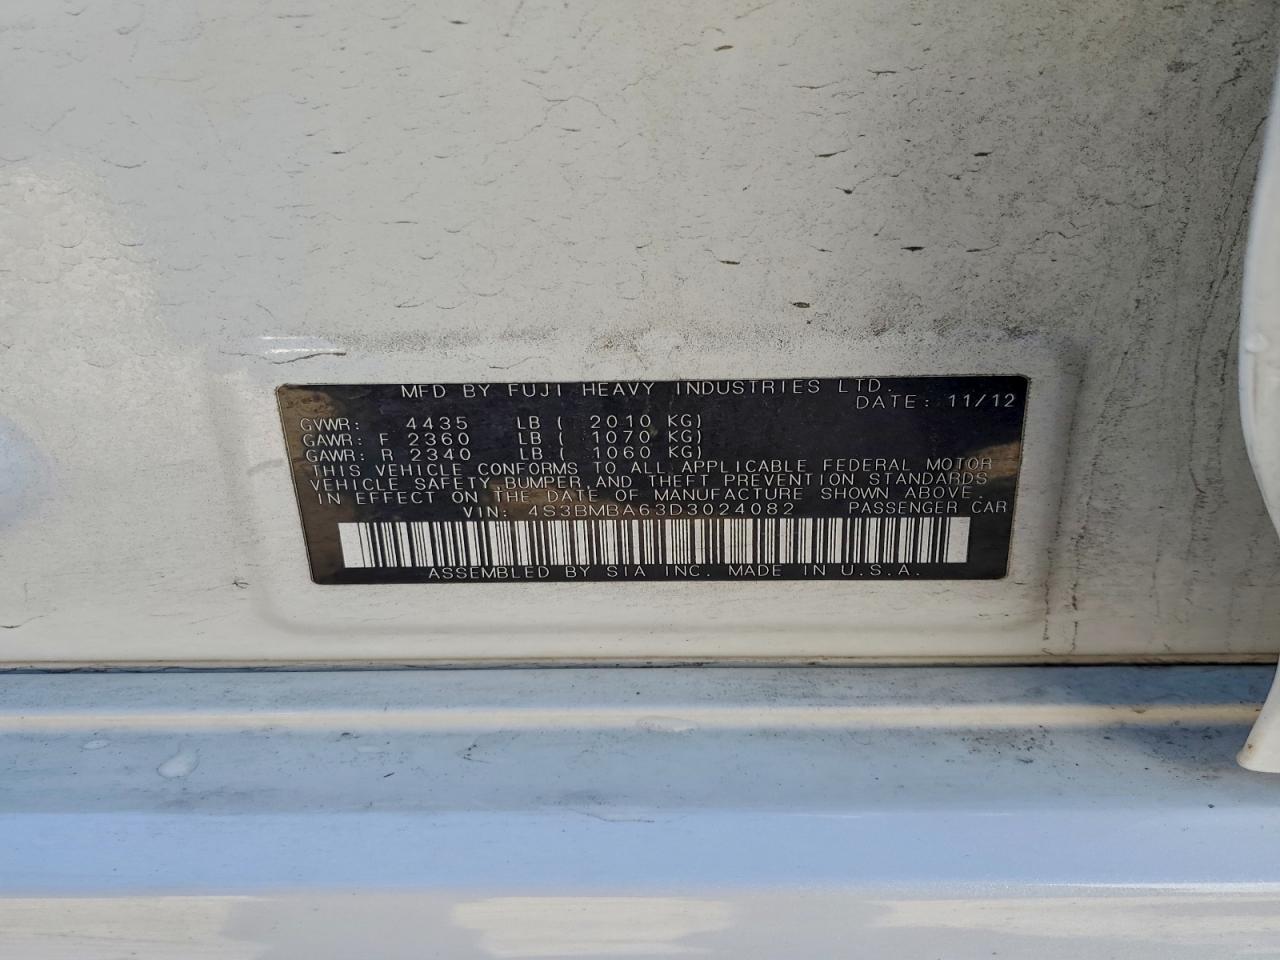 MFD BY FUJI HEAVY INDUSTRIES LTD.
DATE: 11/12
GVWR: 4435 LB ( 2010 KG)
GAWR: F 2360 LB ( 1070 KG)
GAWR: R 2340 LB ( 1060 KG)
THIS VEHICLE CONFORMS TO ALL APPLICABLE FEDERAL MOTOR
VEHICLE SAFETY,BUMPER,AND THEFT PREVENTION STANDARDS
IN EFFECT ON THE DATE OF MANUFACTURE SHOWN ABOVE.
VIN: 4S3BMBA63D3024082 PASSENGER CAR
ASSEMBLED BY SIA INC. MADE IN U.S.A.